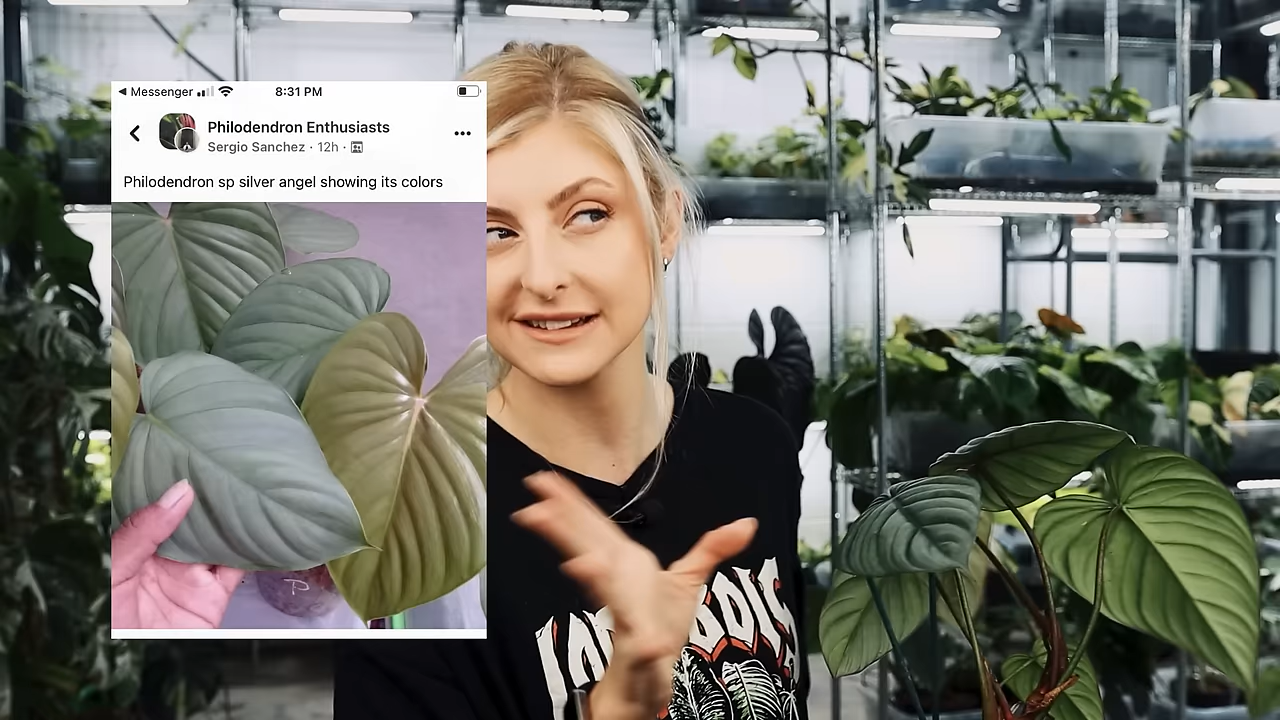 Messenger
8:31 PM
Philodendron Enthusiasts
Sergio Sanchez · 12h ·
Philodendron sp silver angel showing its colors